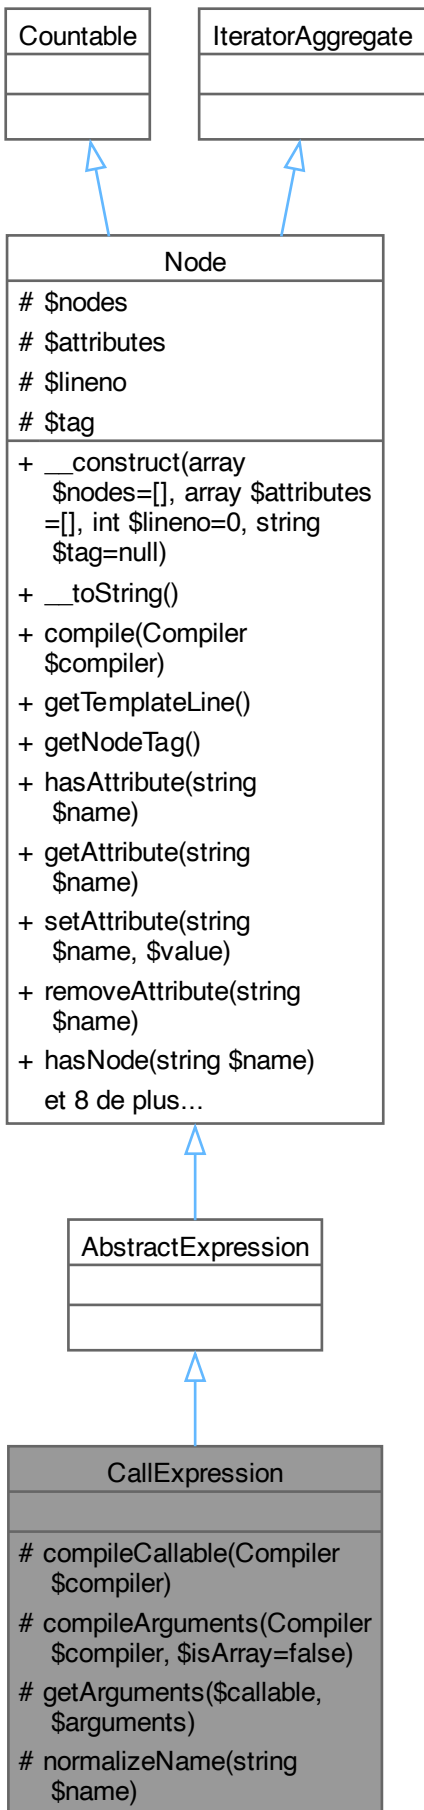 Countable
IteratorAggregate
Node
# $nodes
# $attributes
# $lineno
# $tag
+ __construct(array
$nodes=[], array $attributes
=[], int $lineno=0, string
$tag=null)
+ __toString()
+ compile(Compiler
$compiler)
+ getTemplateLine()
+ getNodeTag()
+ hasAttribute(string
$name)
+ getAttribute(string
$name)
+ setAttribute(string
$name, $value)
+ removeAttribute(string
$name)
+ hasNode(string $name)
et 8 de plus...
AbstractExpression
CallExpression
# compileCallable(Compiler
$compiler)
# compileArguments(Compiler
$compiler, $isArray=false)
# getArguments($callable,
$arguments)
# normalizeName(string
$name)